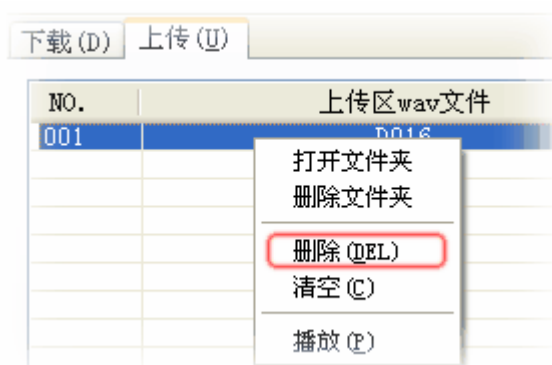 下载(D) 上传(U)
NO. 上传区wav文件
001 D016
打开文件夹
删除文件夹
删除(DEL)
清空(C)
播放(P)